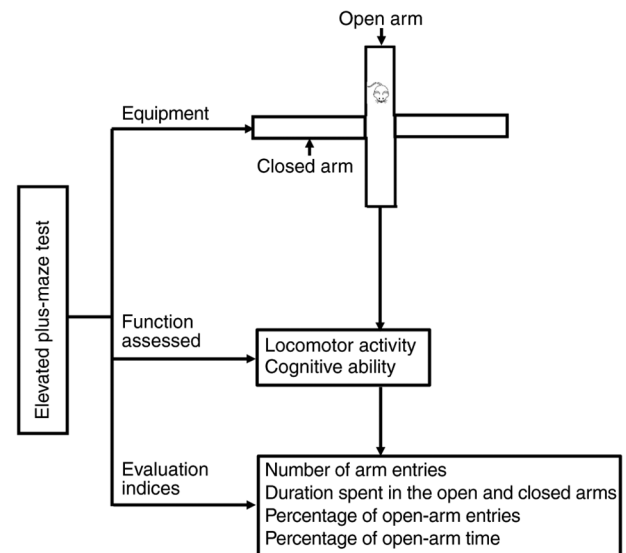 Open arm
Equipment
Closed arm
Elevated plus-maze test
Function
assessed
Locomotor activity
Cognitive ability
Evaluation
indices
Number of arm entries
Duration spent in the open and closed arms
Percentage of open-arm entries
Percentage of open-arm time